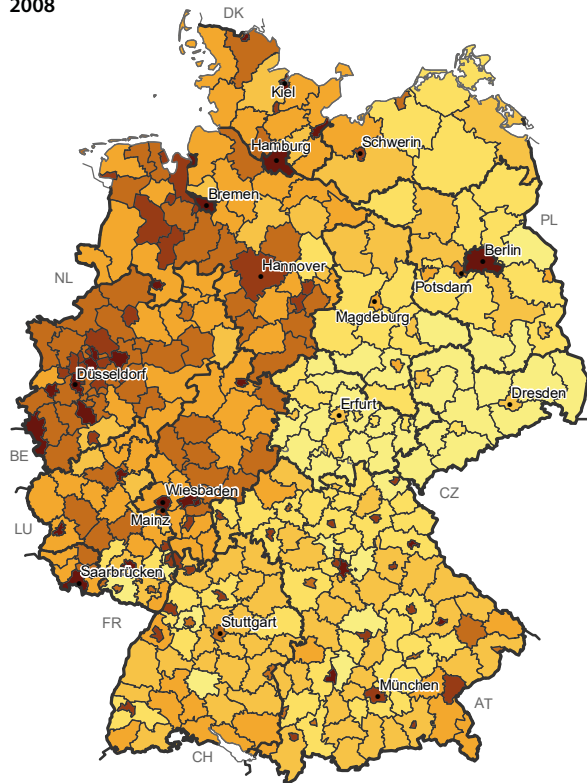 2008
DK
Kiel
Hamburg
Schwerin
Bremen
PL
Berlin
NL
Hannover
Potsdam
Magdeburg
Düsseldorf
Dresden
Erfurt
BE
Wiesbaden
CZ
Mainz
LU
Saarbrücken
FR
Stuttgart
München
AT
CH